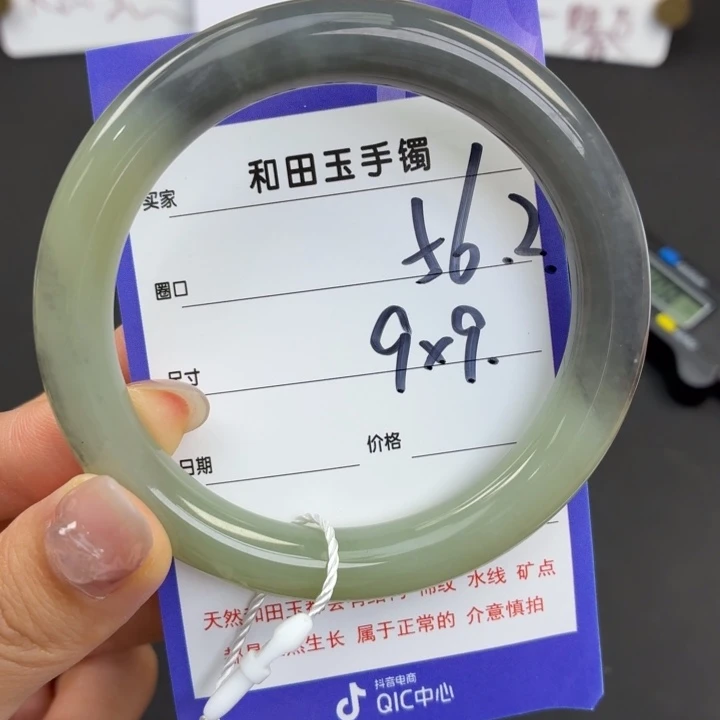 和田玉手镯
买家
圈口 56.2.
尺寸 9x9.
日期 价格
天然和田玉 水线 矿点
生长 属于正常的 介意慎拍
抖音电商
QIC中心